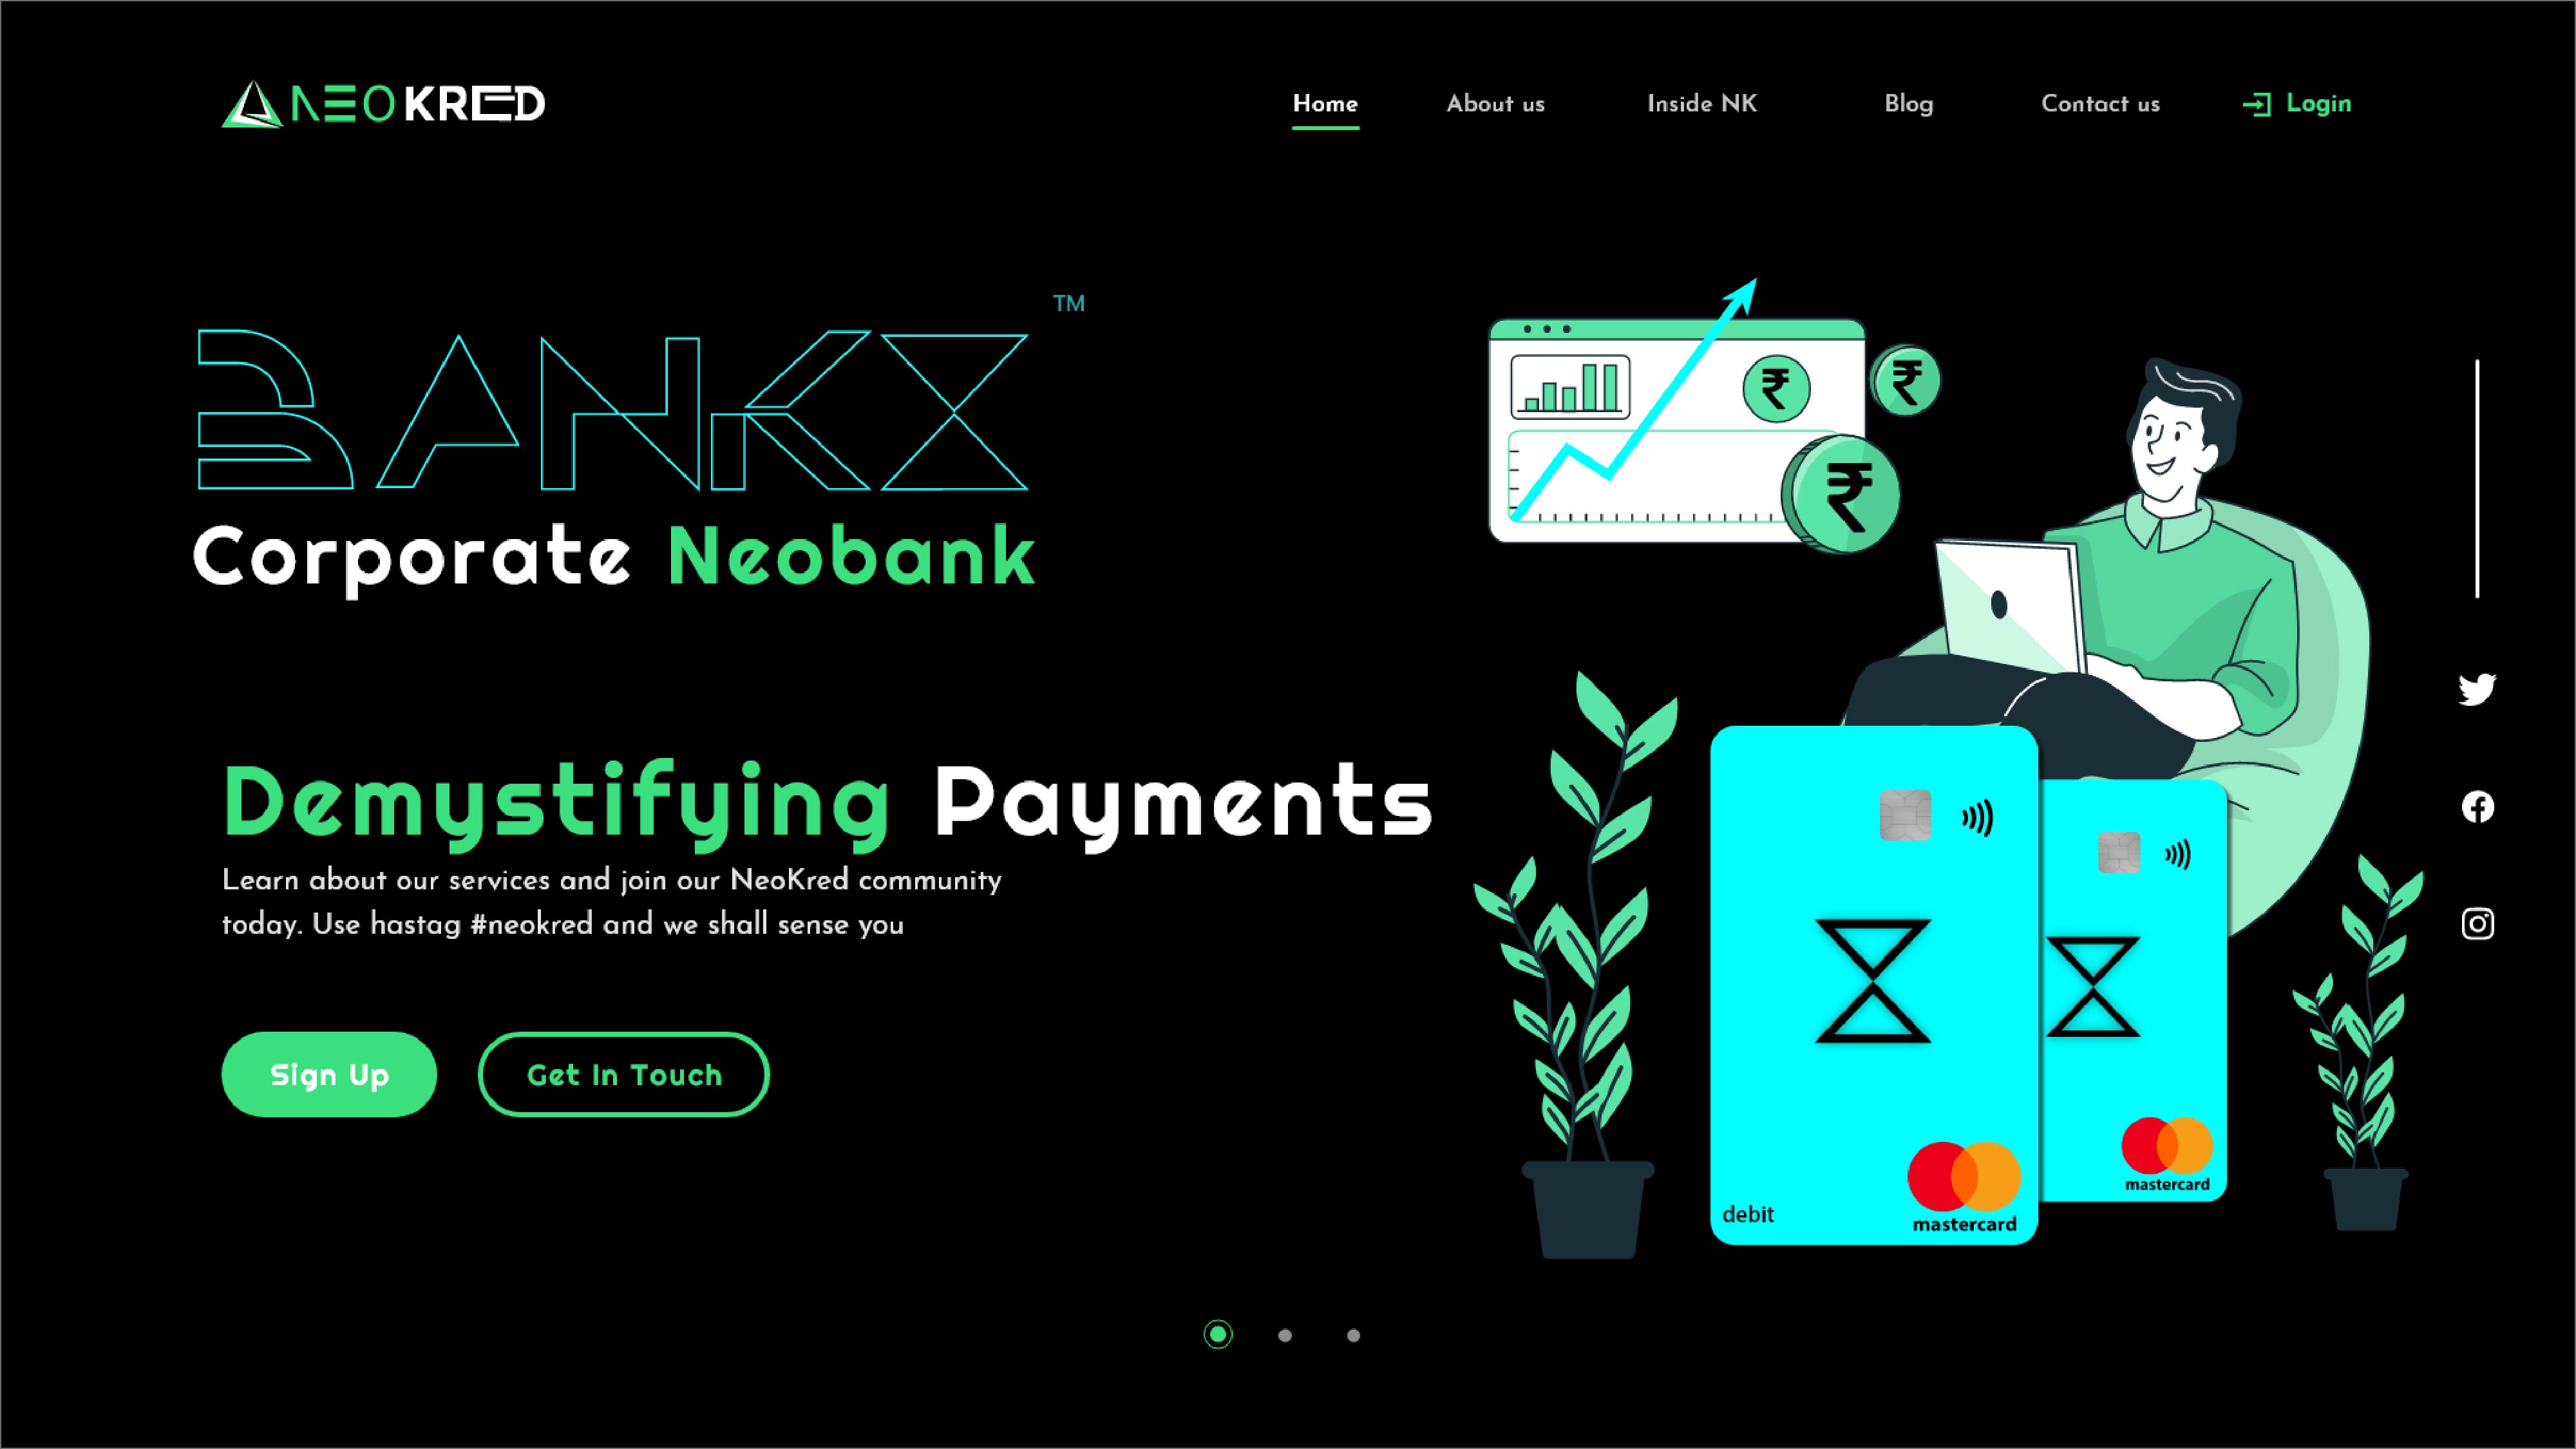 NEOKRED
Home
About us
Inside NK
Blog
Contact us
Login
BANKZ
TM
Corporate Neobank
Demystifying Payments
Learn about our services and join our NeoKred community
today. Use hastag #neokred and we shall sense you
Sign Up
Get In Touch
₹
₹
₹
debit
mastercard
mastercard